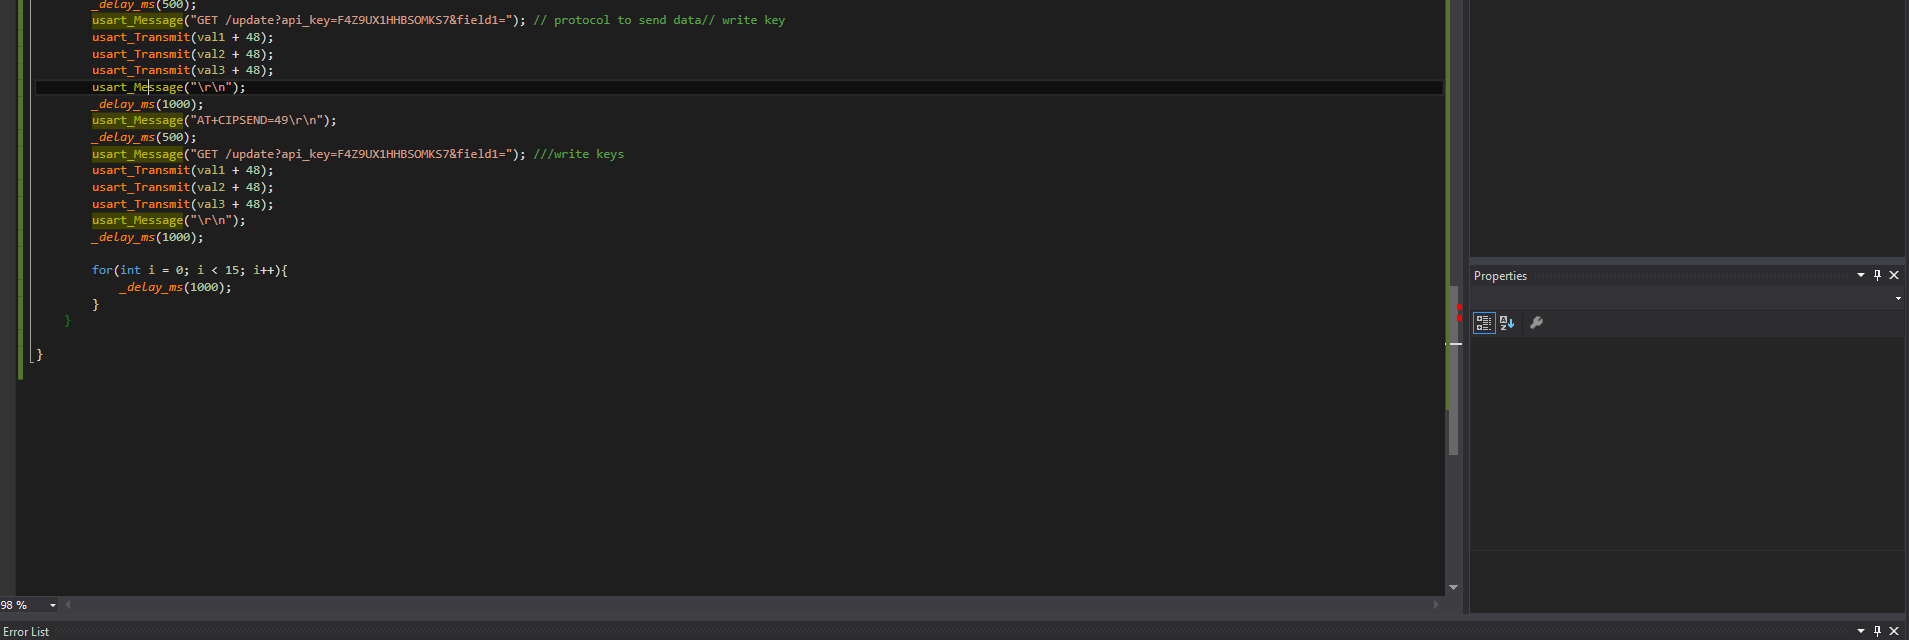 _delay_ms(500);
usart_Message("GET /update?api_key=F4Z9UX1HHBSOMKS7&field1="); // protocol to send data// write key
usart_Transmit(val1 + 48);
usart_Transmit(val2 + 48);
usart_Transmit(val3 + 48);
usart_Message("\r\n");
_delay_ms(1000);
usart_Message("AT+CIPSEND=49\r\n");
_delay_ms(500);
usart_Message("GET /update?api_key=F4Z9UX1HHBSOMKS7&field1="); ///write keys
usart_Transmit(val1 + 48);
usart_Transmit(val2 + 48);
usart_Transmit(val3 + 48);
usart_Message("\r\n");
_delay_ms(1000);
for(int i = 0; i < 15; i++){
_delay_ms(1000);
}
}
}
98 %
Error List
Properties